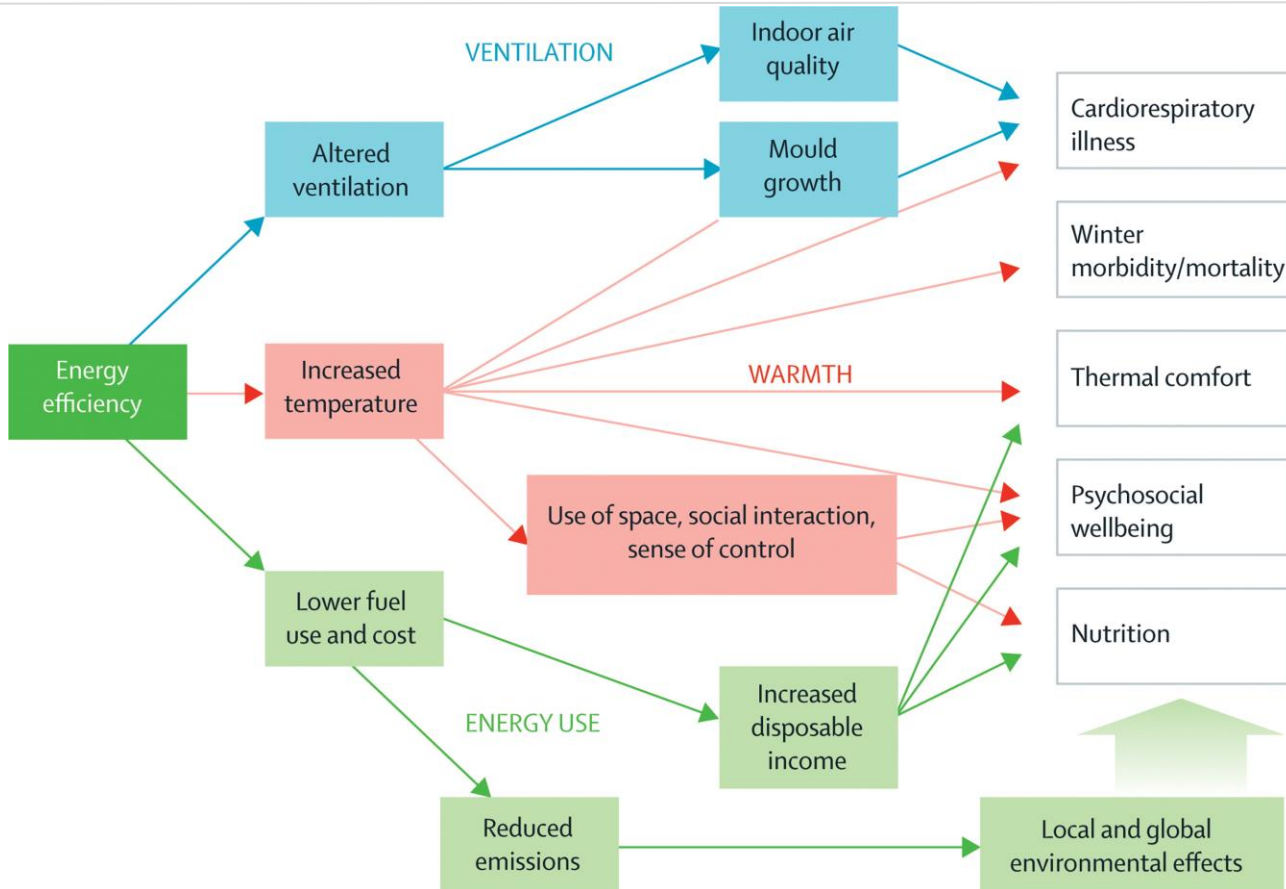 VENTILATION
Indoor air
quality
Cardiorespiratory
illness
Altered
ventilation
Mould
growth
Winter
morbidity/mortality
Energy
efficiency
Increased
temperature
WARMTH
Thermal comfort
Use of space, social interaction,
sense of control
Psychosocial
wellbeing
Lower fuel
use and cost
Nutrition
ENERGY USE
Increased
disposable
income
Reduced
emissions
Local and global
environmental effects